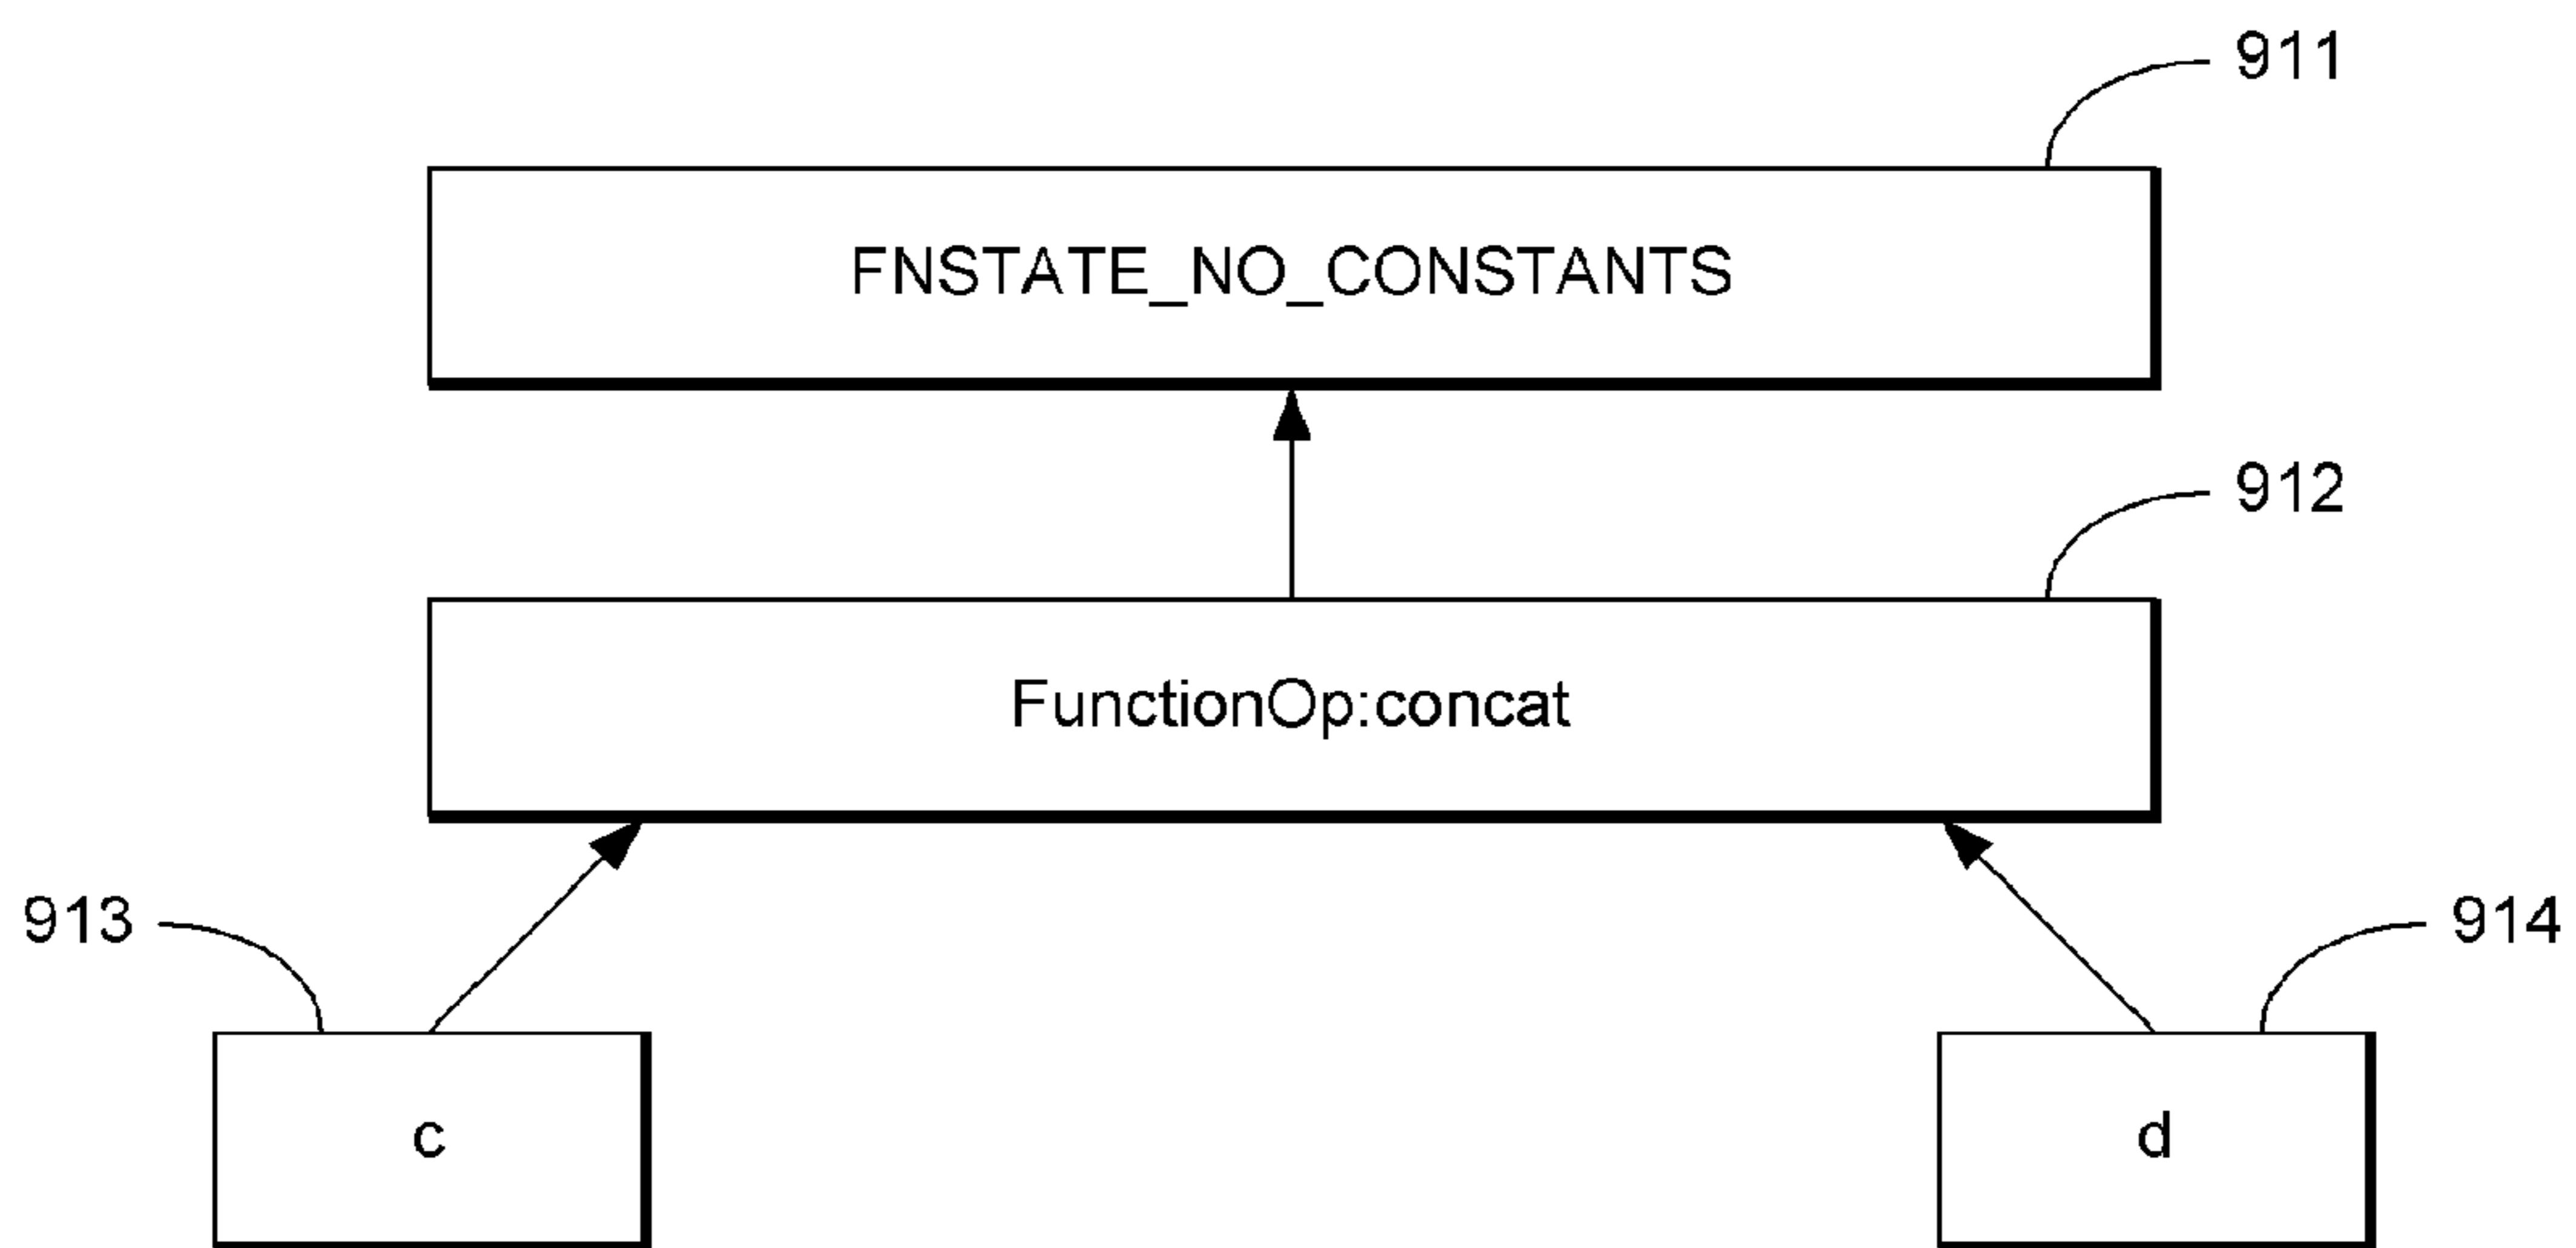 911
FNSTATE_NO_CONSTANTS
912
FunctionOp:concat
913
914
c
d